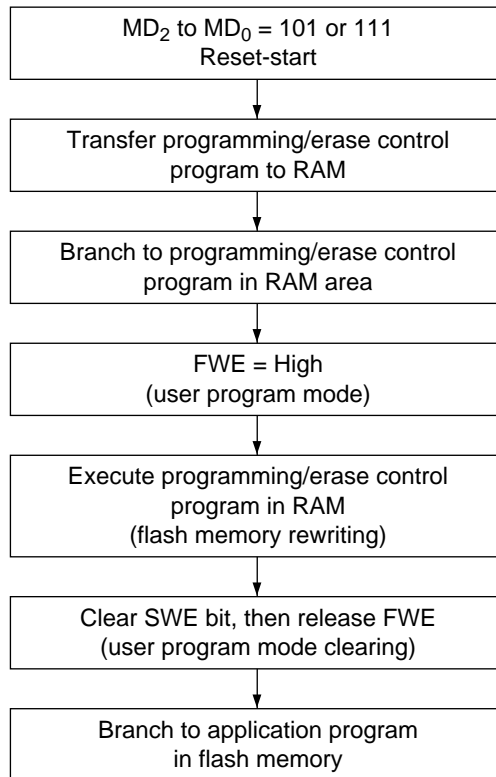 MD₂ to MD₀ = 101 or 111
Reset-start
Transfer programming/erase control
program to RAM
Branch to programming/erase control
program in RAM area
FWE = High
(user program mode)
Execute programming/erase control
program in RAM
(flash memory rewriting)
Clear SWE bit, then release FWE
(user program mode clearing)
Branch to application program
in flash memory